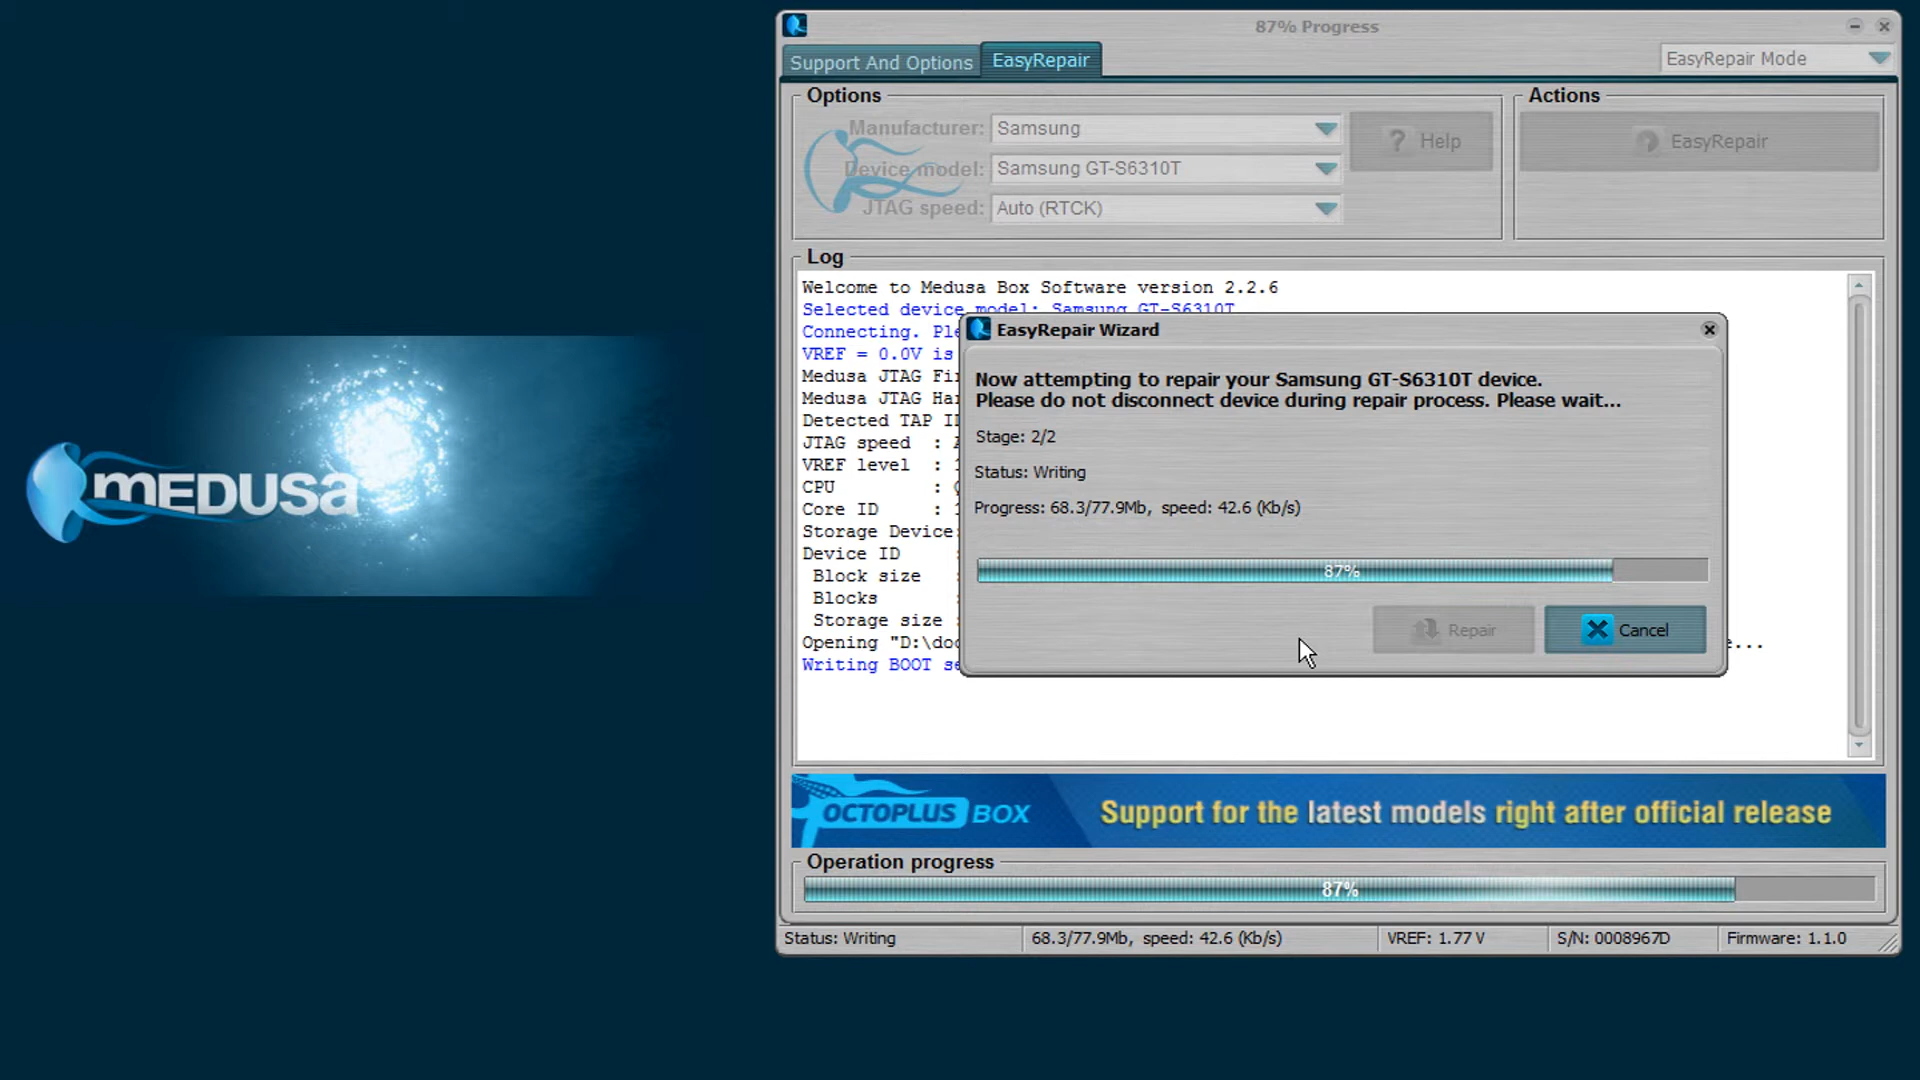 87% Progress
Support And Options
EasyRepair
EasyRepair Mode
Options
Manufacturer: Samsung
Device model: Samsung GT-S6310T
JTAG speed: Auto (RTCK)
? Help
Actions
EasyRepair
Log
Welcome to Medusa Box Software version 2.2.6
Selected device model: Samsung GT-S6310T
Connecting.
VREF = 0.0V is
Medusa JTAG
Medusa JTAG
Detected TAP
JTAG speed :
VREF level :
CPU :
Core ID :
Storage Device:
Device ID :
Block size :
Blocks :
Storage size :
Opening "D:\
Writing BOOT
EasyRepair Wizard
Now attempting to repair your Samsung GT-S6310T device.
Please do not disconnect device during repair process. Please wait...
Stage: 2/2
Status: Writing
Progress: 68.3/77.9Mb, speed: 42.6 (Kb/s)
87%
Repair
Cancel
MEDUSA
OCTOPLUS BOX
Support for the latest models right after official release
Operation progress
87%
Status: Writing
68.3/77.9Mb, speed: 42.6 (Kb/s)
VREF: 1.77 V
S/N: 0008967D
Firmware: 1.1.0